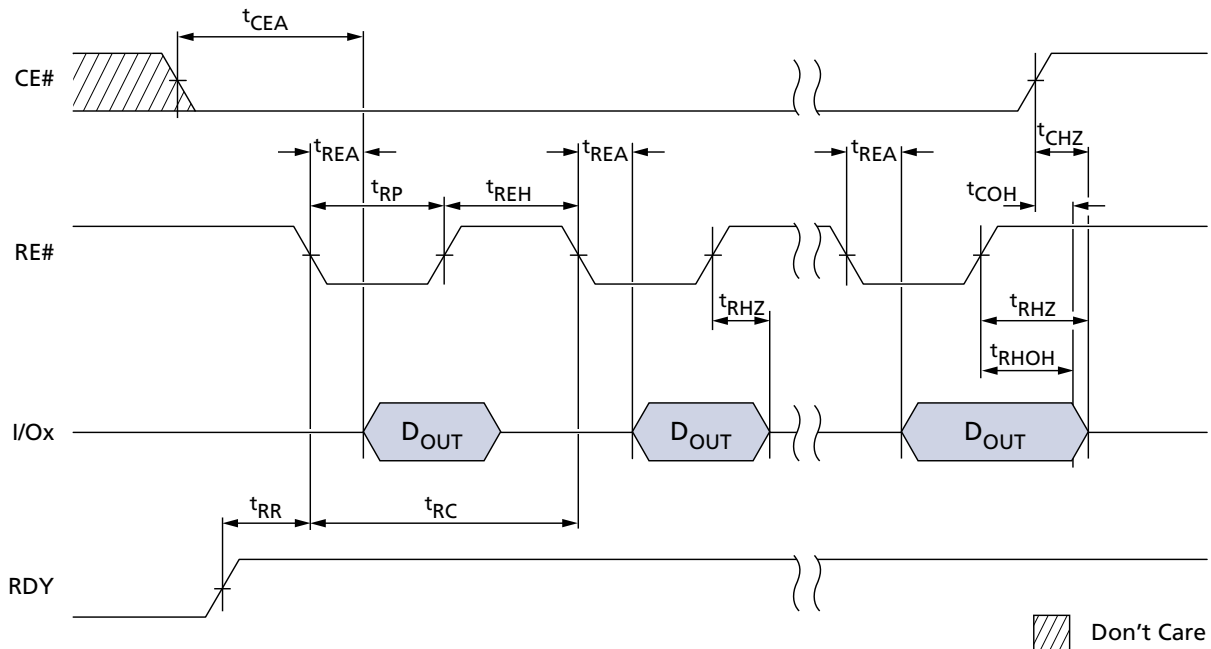 tCEA
CE#
tCHZ
tREA
tREA
tREA
tRP
tREH
tCOH
RE#
tRHZ
tRHZ
tRHOH
I/Ox
DOUT
DOUT
DOUT
tRR
tRC
RDY
Don't Care